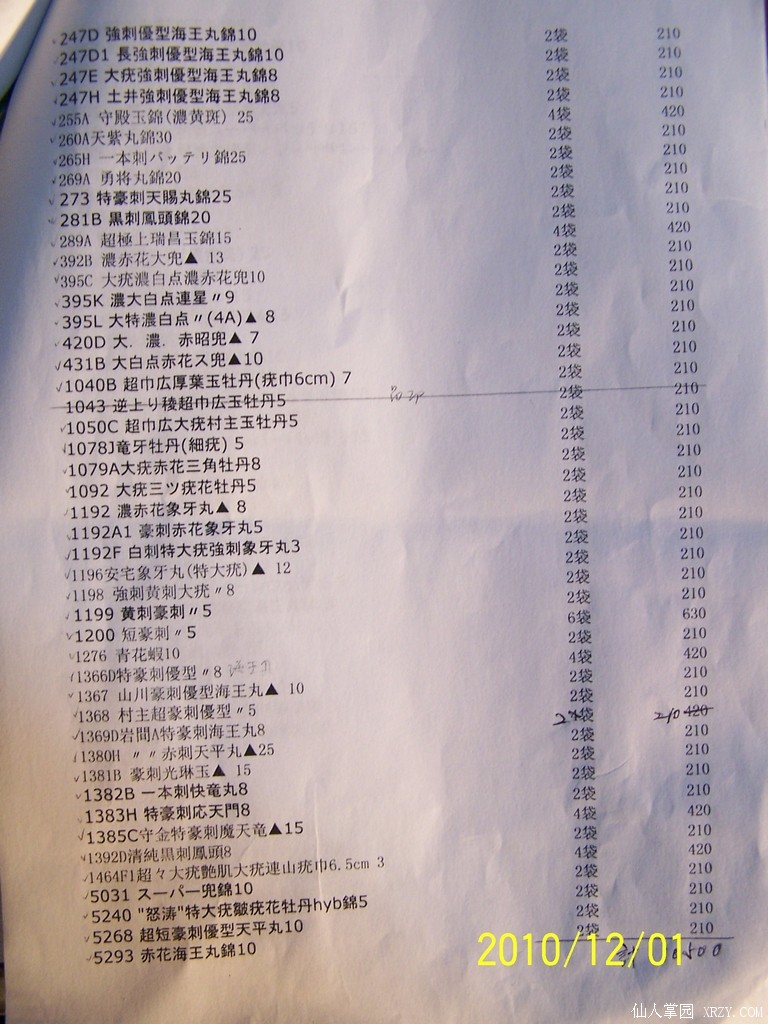 247D 強刺優型海王丸錦10 2袋 210
247D1 長強刺優型海王丸錦10 2袋 210
247E 大疣強刺優型海王丸錦8 2袋 210
247H 土井強刺優型海王丸錦8 2袋 210
255A 守殿玉錦(濃黄斑) 25 4袋 420
260A天紫丸錦30 2袋 210
265H 一本刺バッテリ錦25 2袋 210
269A 勇将丸錦20 2袋 210
273 特豪刺天賜丸錦25 2袋 210
281B 黒刺鳳頭錦20 2袋 210
289A 超極上瑞昌玉錦15 4袋 420
392B 濃赤花大兜▲ 13 2袋 210
395C 大疣濃白点濃赤花兜10 2袋 210
395K 濃大白点連星〃9 2袋 210
395L 大特濃白点〃(4A)▲ 8 2袋 210
420D 大．濃．赤昭兜▲ 7 2袋 210
431B 大白点赤花ス兜▲10 2袋 210
1040B 超巾広厚葉玉牡丹(疣巾6cm) 7 2袋 210
1043 逆上り稜超巾広玉牡丹5 2袋 210
1050C 超巾広大疣村主玉牡丹5 2袋 210
1078J竜牙牡丹(細疣) 5 2袋 210
1079A大疣赤花三角牡丹8 2袋 210
1092 大疣三ツ疣花牡丹5 2袋 210
1192 濃赤花象牙丸▲ 8 2袋 210
1192A1 豪刺赤花象牙丸5 2袋 210
1192F 白刺特大疣強刺象牙丸3 2袋 210
1196安宅象牙丸(特大疣)▲ 12 2袋 210
1198 強刺黄刺大疣〃8 2袋 210
1199 黄刺豪刺〃5 2袋 210
1200 短豪刺〃5 6袋 630
1276 青花蝦10 2袋 210
1366D特豪刺優型〃8 4袋 420
1367 山川豪刺優型海王丸▲ 10 2袋 210
1368 村主超豪刺優型〃5 2袋 210
1369D岩間A特豪刺海王丸8 2袋 210 420
1380H 〃〃赤刺天平丸▲25 2袋 210
1381B 豪刺光琳玉▲ 15 2袋 210
1382B 一本刺快竜丸8 2袋 210
1383H 特豪刺応天門8 2袋 210
1385C守金特豪刺魔天竜▲15 4袋 420
1392D清純黒刺鳳頭8 2袋 210
1464F1超々大疣艶肌大疣連山疣巾6.5cm 3 4袋 420
5031 スーパー兜錦10 2袋 210
5240 "怒涛"特大疣皺疣花牡丹hyb錦5 2袋 210
5268 超短豪刺優型天平丸10 2袋 210
5293 赤花海王丸錦10 2袋 210
2010/12/01
仙人掌园 XRZY.COM